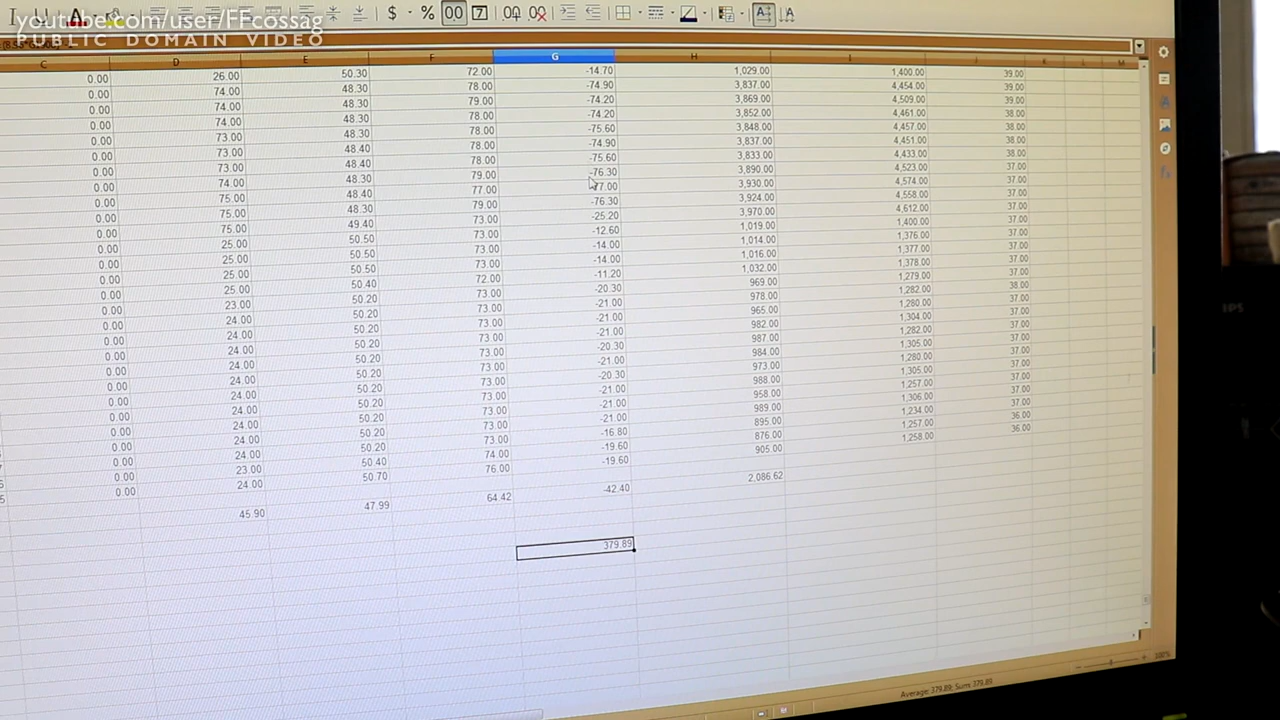 youtube.com/user/FFcossag
PUBLIC DOMAIN VIDEO
C D E F G H I J K L M
0.00 26.00 50.30 72.00 -14.70 1,029.00 1,400.00 39.00
0.00 74.00 48.30 78.00 -74.90 3,837.00 4,454.00 39.00
0.00 74.00 48.30 79.00 -74.20 3,869.00 4,509.00 39.00
0.00 74.00 48.30 78.00 -74.20 3,852.00 4,461.00 38.00
0.00 73.00 48.30 78.00 -75.60 3,848.00 4,457.00 38.00
0.00 73.00 48.40 78.00 -74.90 3,837.00 4,451.00 38.00
0.00 73.00 48.40 78.00 -75.60 3,833.00 4,433.00 38.00
0.00 74.00 48.30 79.00 -76.30 3,890.00 4,523.00 37.00
0.00 75.00 48.40 77.00 -77.00 3,930.00 4,574.00 37.00
0.00 75.00 48.30 79.00 -76.30 3,924.00 4,558.00 37.00
0.00 75.00 49.40 73.00 -25.20 3,970.00 4,612.00 37.00
0.00 25.00 50.50 73.00 -12.60 1,019.00 1,400.00 37.00
0.00 25.00 50.50 73.00 -14.00 1,014.00 1,376.00 37.00
0.00 25.00 50.50 73.00 -14.00 1,016.00 1,377.00 37.00
0.00 25.00 50.40 72.00 -11.20 1,032.00 1,378.00 37.00
0.00 23.00 50.20 73.00 -20.30 969.00 1,279.00 37.00
0.00 24.00 50.20 73.00 -21.00 978.00 1,282.00 38.00
0.00 24.00 50.20 73.00 -21.00 965.00 1,280.00 37.00
0.00 24.00 50.20 73.00 -21.00 982.00 1,304.00 37.00
0.00 24.00 50.20 73.00 -20.30 987.00 1,282.00 37.00
0.00 24.00 50.20 73.00 -21.00 984.00 1,305.00 37.00
0.00 24.00 50.20 73.00 -20.30 973.00 1,280.00 37.00
0.00 24.00 50.20 73.00 -21.00 988.00 1,305.00 37.00
0.00 24.00 50.20 73.00 -21.00 958.00 1,257.00 37.00
0.00 24.00 50.20 73.00 -21.00 989.00 1,306.00 37.00
0.00 24.00 50.20 73.00 -16.80 895.00 1,234.00 37.00
0.00 23.00 50.40 74.00 -19.60 876.00 1,257.00 36.00
0.00 24.00 50.70 76.00 -19.60 905.00 1,258.00 36.00
45.90 47.99 64.42 -42.40 2,086.62
379.89
Average: 379.89; Sum: 379.89
100%